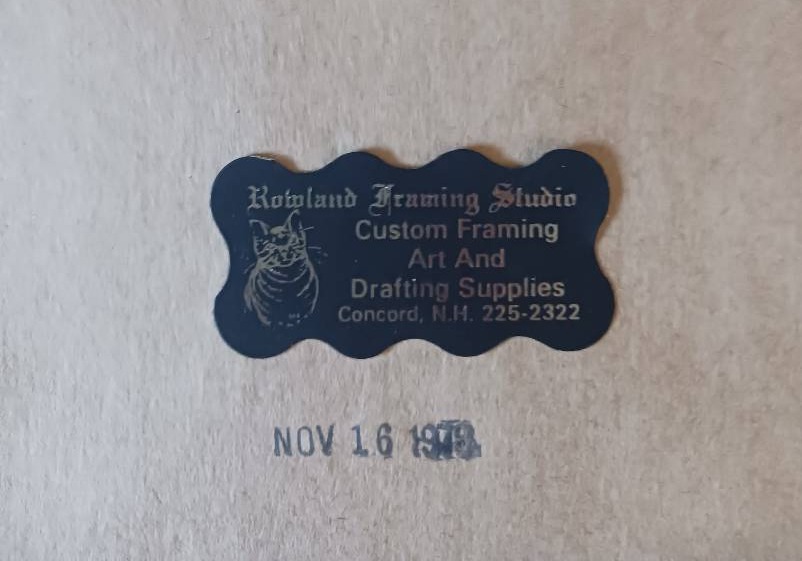 Rowland Framing Studio
Custom Framing
Art And
Drafting Supplies
Concord, N.H. 225-2322
NOV 16